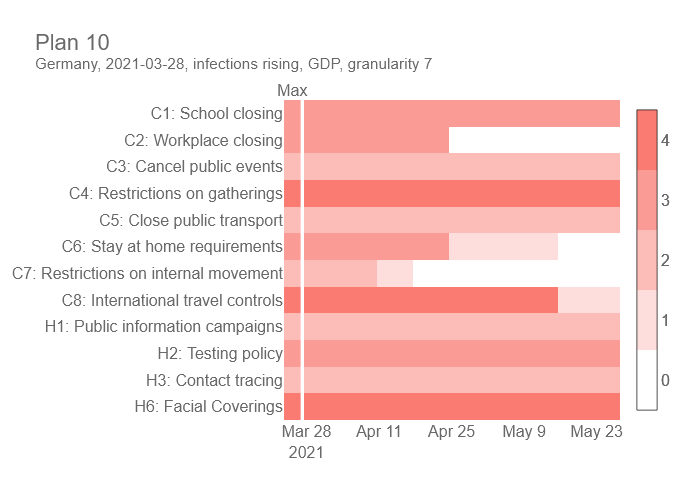 Plan 10
Germany, 2021-03-28, infections rising, GDP, granularity 7
Max
C1: School closing
C2: Workplace closing
C3: Cancel public events
C4: Restrictions on gatherings
C5: Close public transport
C6: Stay at home requirements
C7: Restrictions on internal movement
C8: International travel controls
H1: Public information campaigns
H2: Testing policy
H3: Contact tracing
H6: Facial Coverings
Mar 28 Apr 11 Apr 25 May 9 May 23
2021
4
3
2
1
0